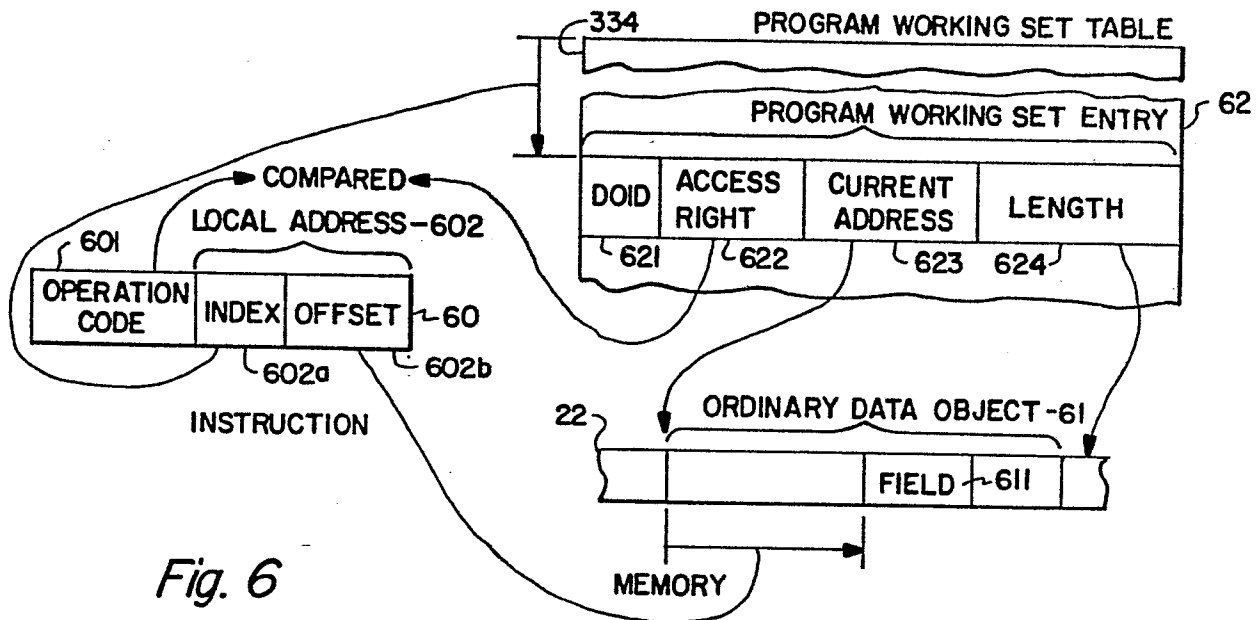 334 PROGRAM WORKING SET TABLE
PROGRAM WORKING SET ENTRY 62
DOID ACCESS RIGHT CURRENT ADDRESS LENGTH
621 622 623 624
COMPARED
LOCAL ADDRESS-602
601
OPERATION CODE INDEX OFFSET 60
602a 602b
INSTRUCTION
ORDINARY DATA OBJECT-61
22
FIELD 611
MEMORY
Fig. 6